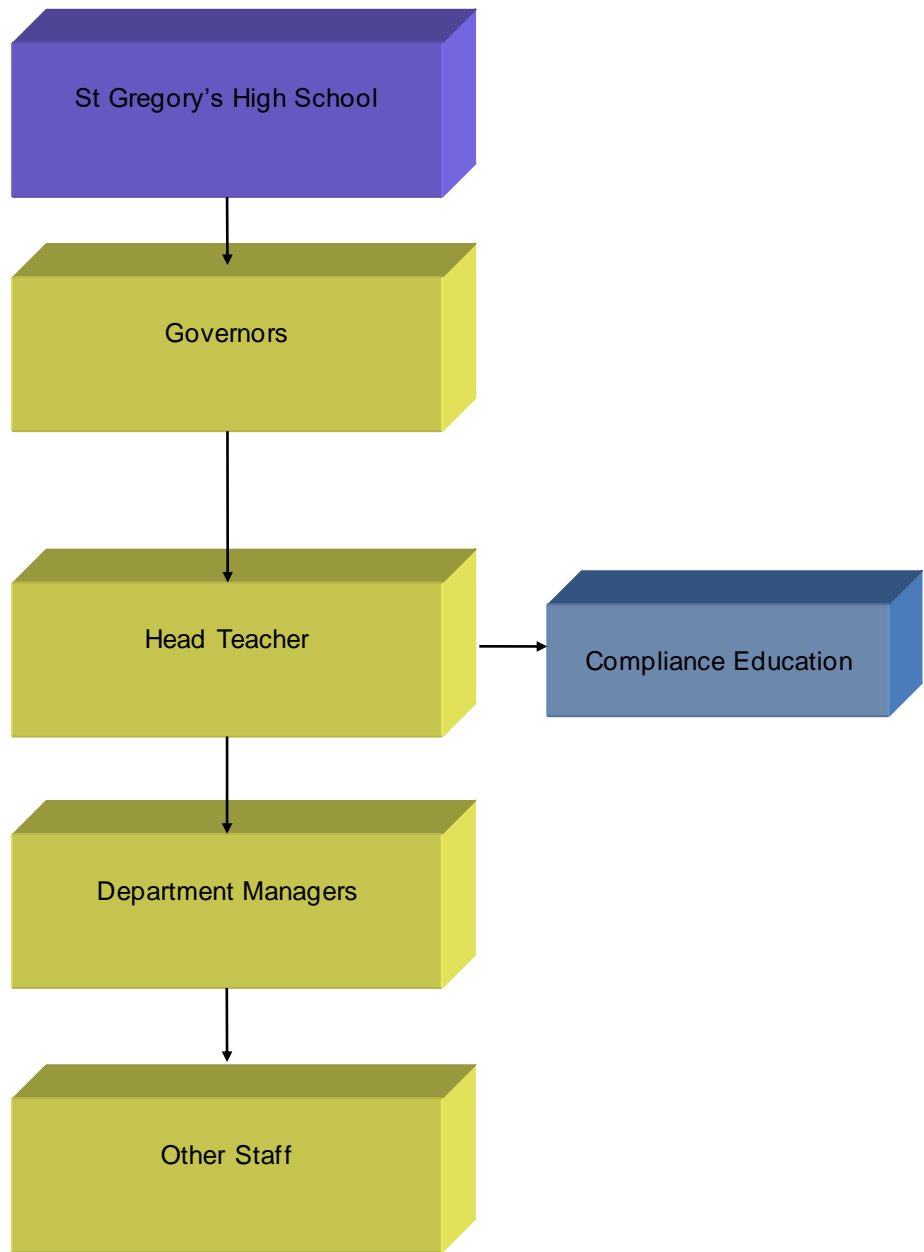 St Gregory’s High School
Governors
Head Teacher
Compliance Education
Department Managers
Other Staff